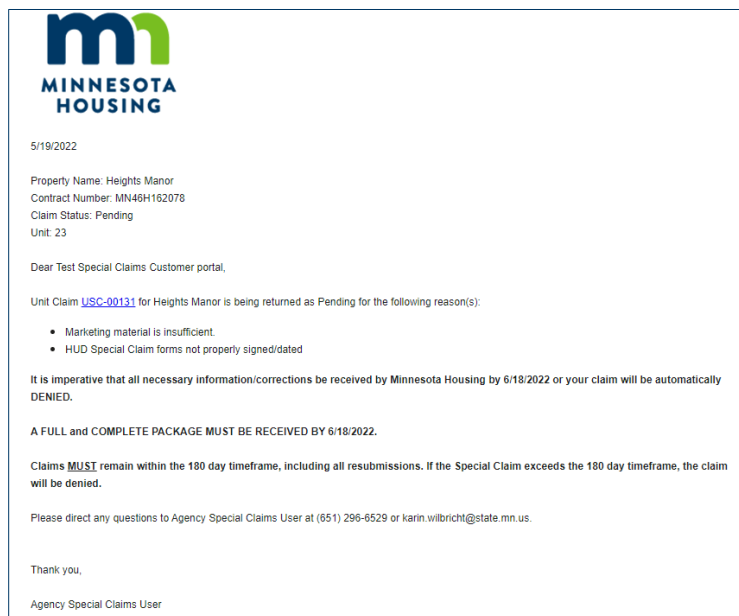 mn
MINNESOTA
HOUSING
5/19/2022
Property Name: Heights Manor
Contract Number: MN46H162078
Claim Status: Pending
Unit: 23
Dear Test Special Claims Customer portal,
Unit Claim USC-00131 for Heights Manor is being returned as Pending for the following reason(s):
• Marketing material is insufficient.
• HUD Special Claim forms not properly signed/dated
It is imperative that all necessary information/corrections be received by Minnesota Housing by 6/18/2022 or your claim will be automatically
DENIED.
A FULL and COMPLETE PACKAGE MUST BE RECEIVED BY 6/18/2022.
Claims MUST remain within the 180 day timeframe, including all resubmissions. If the Special Claim exceeds the 180 day timeframe, the claim
will be denied.
Please direct any questions to Agency Special Claims User at (651) 296-6529 or karin.wilbricht@state.mn.us.
Thank you,
Agency Special Claims User